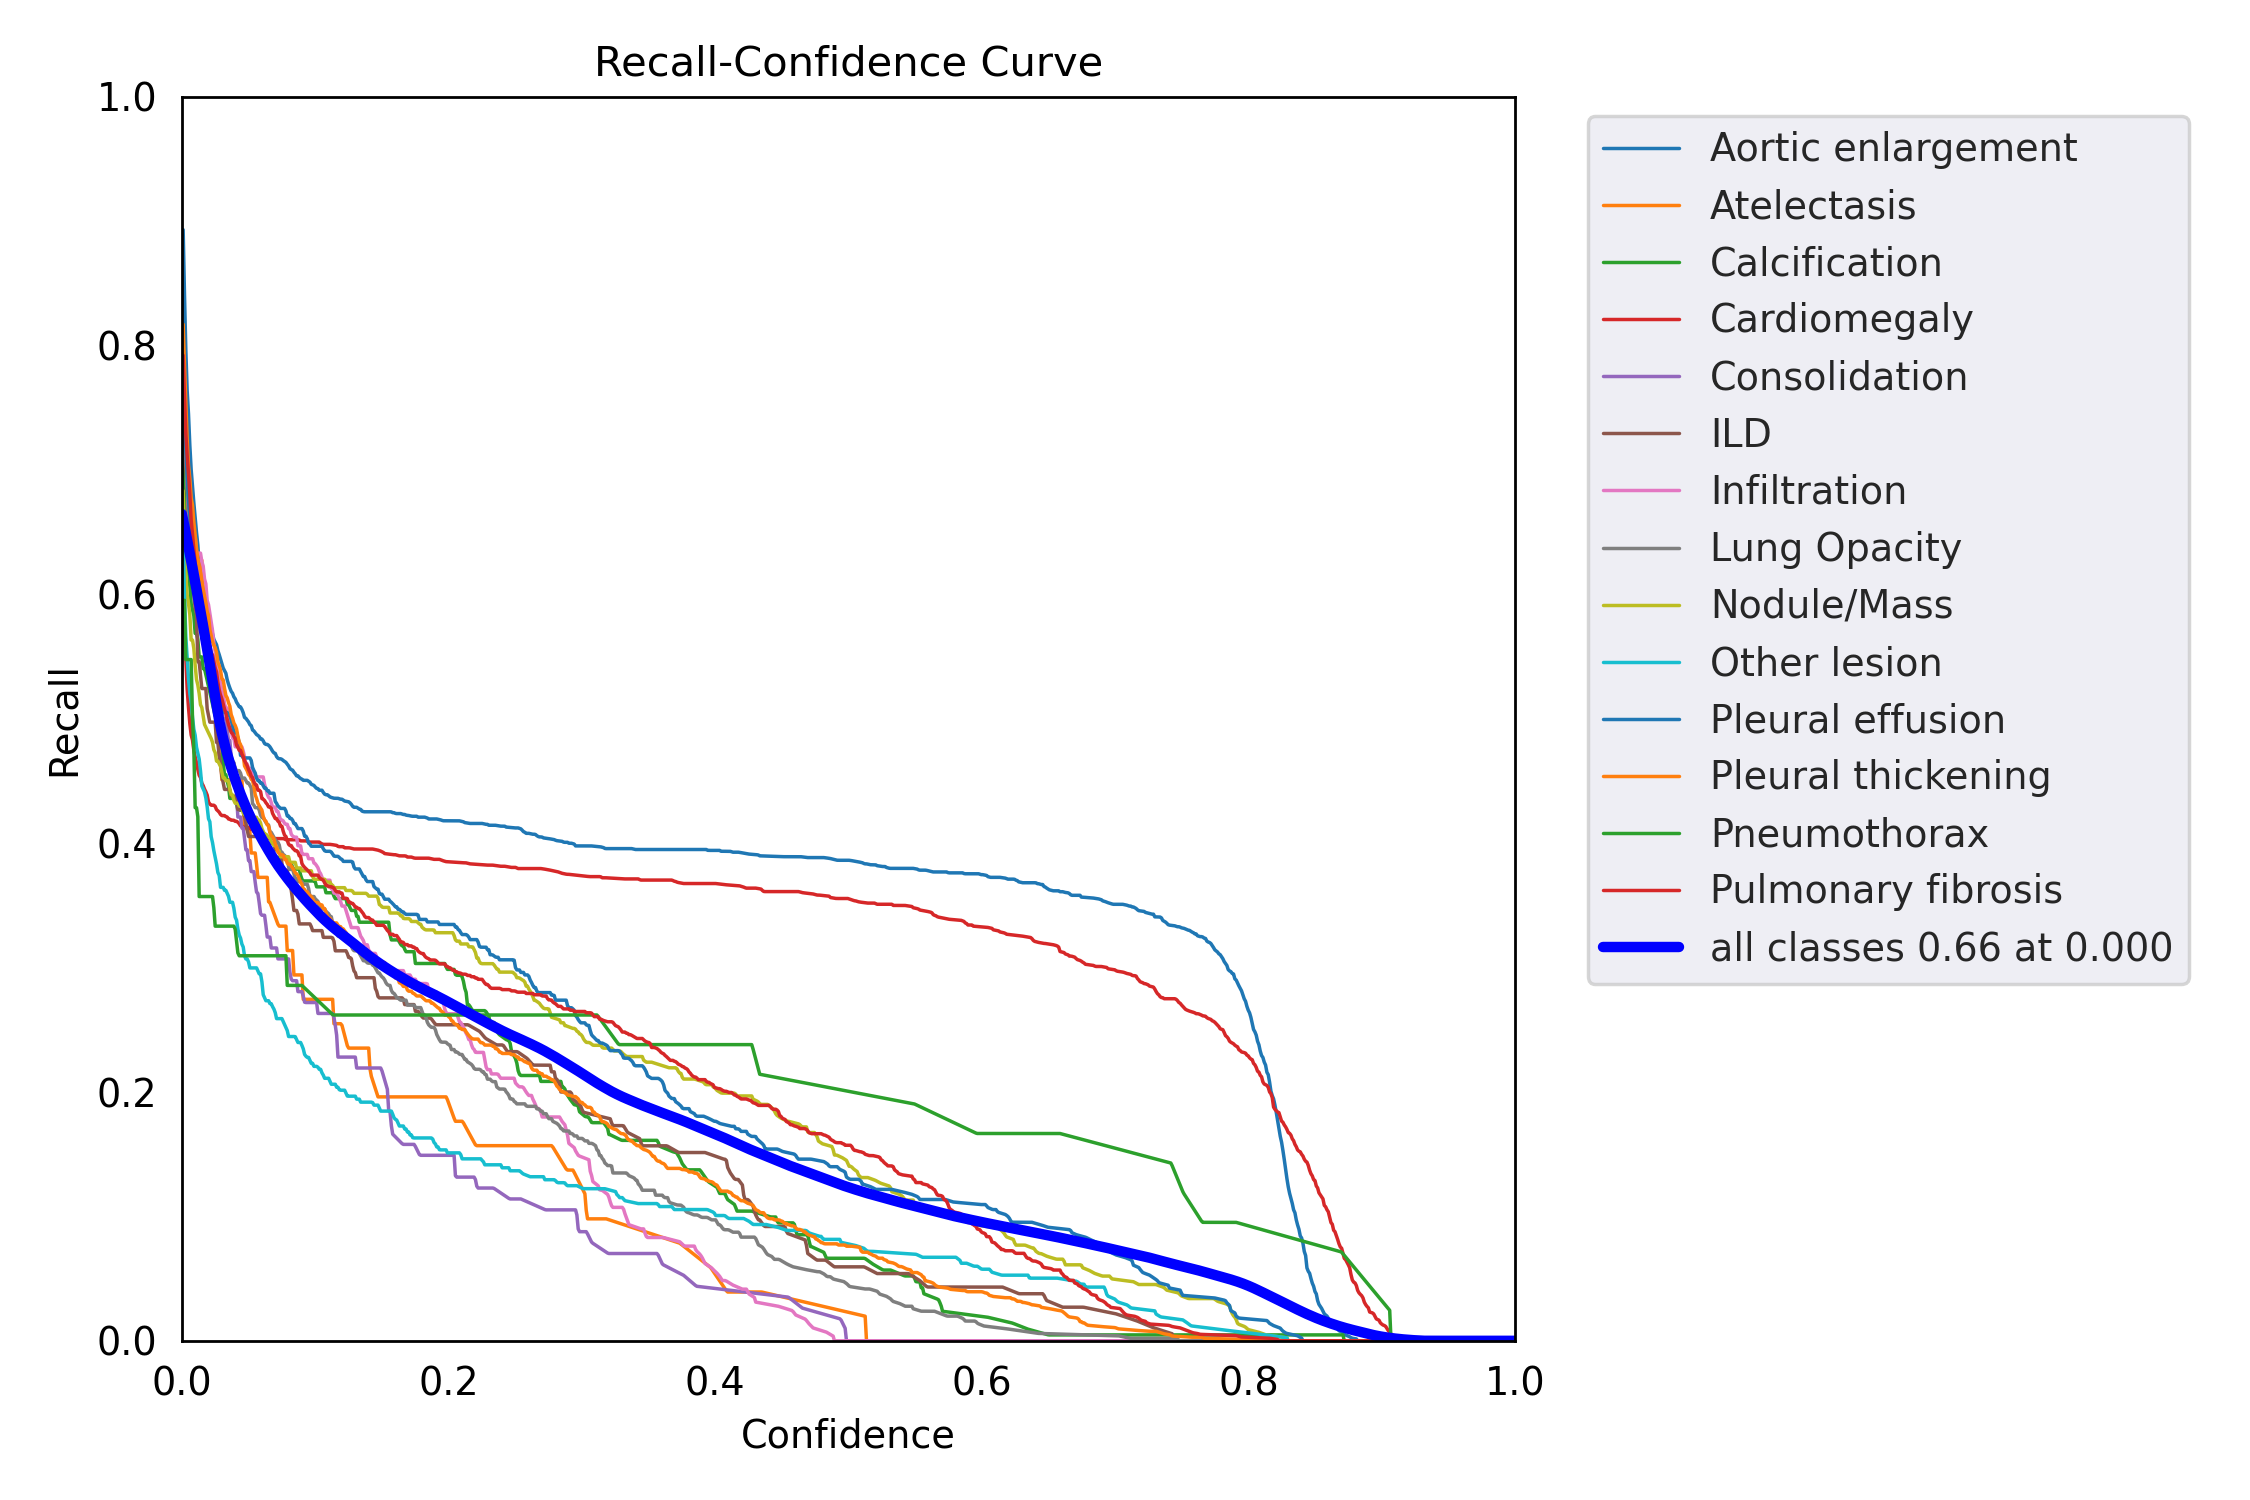 Recall-Confidence Curve
1.0
0.8
0.6
0.4
0.2
0.0
Recall
0.0 0.2 0.4 0.6 0.8 1.0
Confidence
Aortic enlargement
Atelectasis
Calcification
Cardiomegaly
Consolidation
ILD
Infiltration
Lung Opacity
Nodule/Mass
Other lesion
Pleural effusion
Pleural thickening
Pneumothorax
Pulmonary fibrosis
all classes 0.66 at 0.000